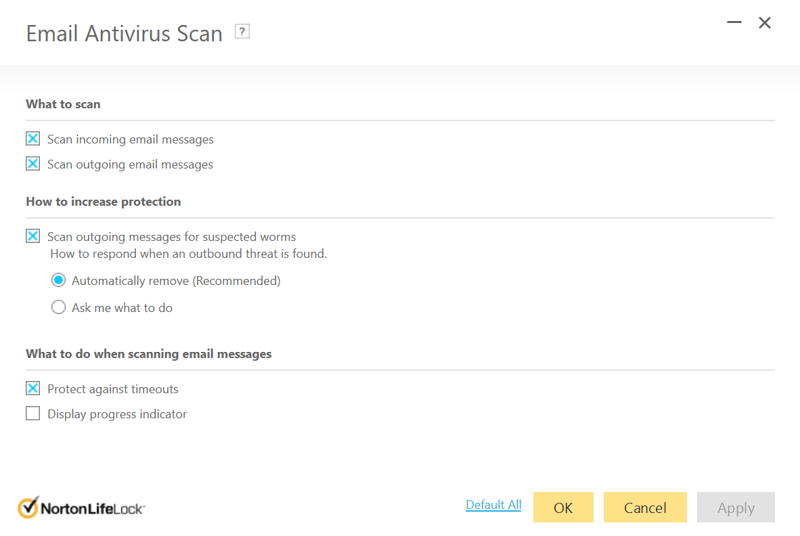 Email Antivirus Scan ?
What to scan
Scan incoming email messages
Scan outgoing email messages
How to increase protection
Scan outgoing messages for suspected worms
How to respond when an outbound threat is found.
Automatically remove (Recommended)
Ask me what to do
What to do when scanning email messages
Protect against timeouts
Display progress indicator
NortonLifeLock Default All OK Cancel Apply